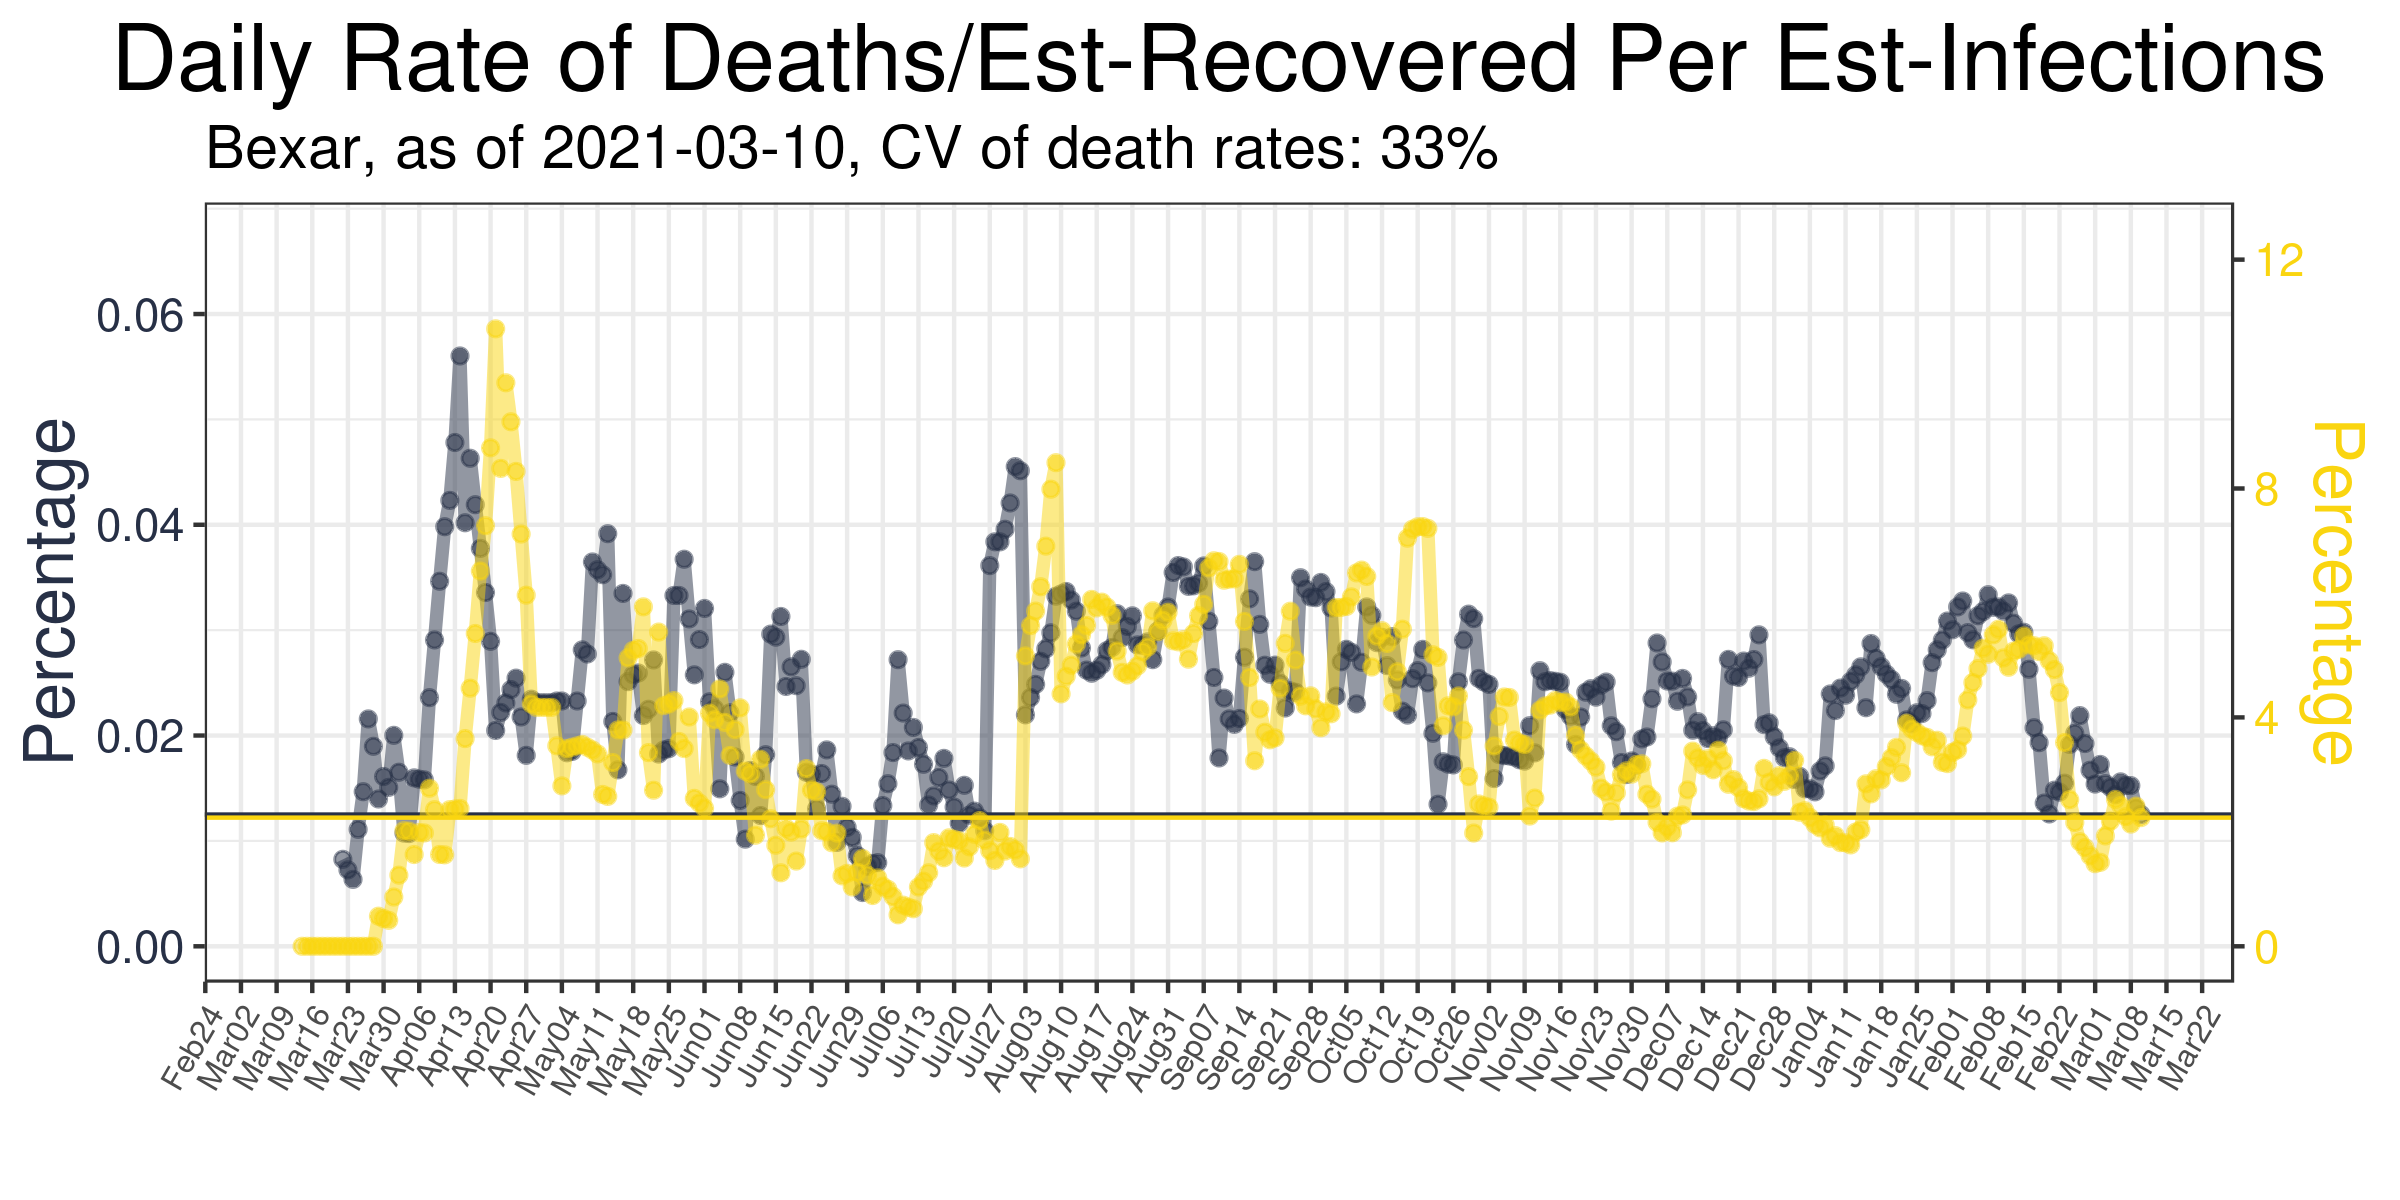 Daily Rate of Deaths/Est-Recovered Per Est-Infections
Bexar, as of 2021-03-10, CV of death rates: 33%
Percentage
0.06
0.04
0.02
0.00
12
8
4
0
Percentage
Feb24
Mar02
Mar09
Mar16
Mar23
Mar30
Apr06
Apr13
Apr20
Apr27
May04
May11
May18
May25
Jun01
Jun08
Jun15
Jun22
Jun29
Jul06
Jul13
Jul20
Jul27
Aug03
Aug10
Aug17
Aug24
Aug31
Sep07
Sep14
Sep21
Sep28
Oct05
Oct12
Oct19
Oct26
Nov02
Nov09
Nov16
Nov23
Nov30
Dec07
Dec14
Dec21
Dec28
Jan04
Jan11
Jan18
Jan25
Feb01
Feb08
Feb15
Feb22
Mar01
Mar08
Mar15
Mar22